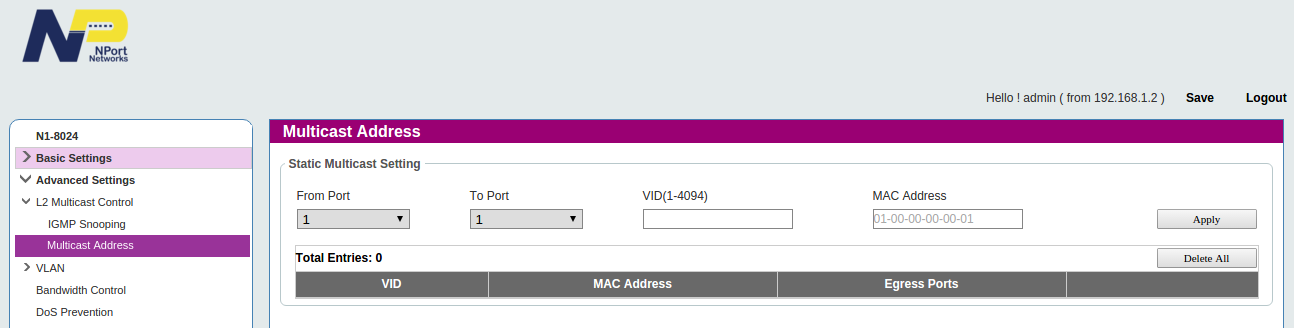 NPort
Networks
Hello ! admin ( from 192.168.1.2 ) Save Logout
N1-8024
Basic Settings
Advanced Settings
L2 Multicast Control
IGMP Snooping
Multicast Address
VLAN
Bandwidth Control
DoS Prevention
Multicast Address
Static Multicast Setting
From Port To Port VID(1-4094) MAC Address
1 1 01-00-00-00-00-01 Apply
Total Entries: 0 Delete All
VID MAC Address Egress Ports